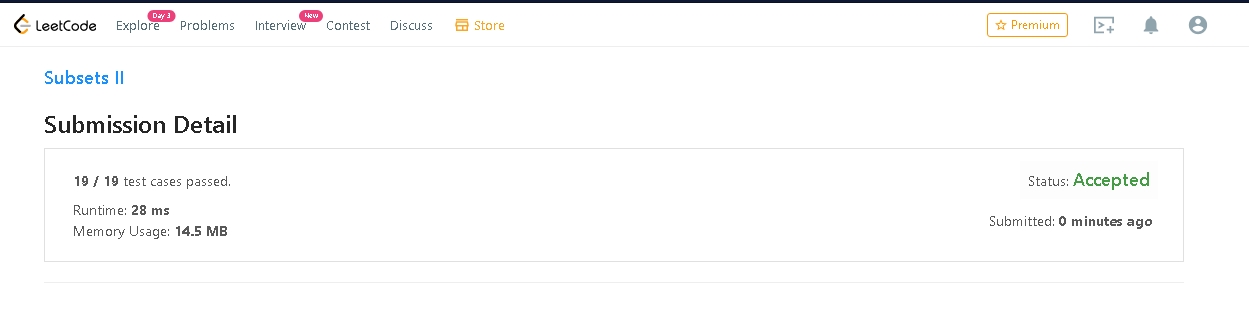 LeetCode Explore Day 3 Problems Interview New Contest Discuss Store Premium
Subsets II
Submission Detail
19 / 19 test cases passed.
Status: Accepted
Runtime: 28 ms
Memory Usage: 14.5 MB
Submitted: 0 minutes ago